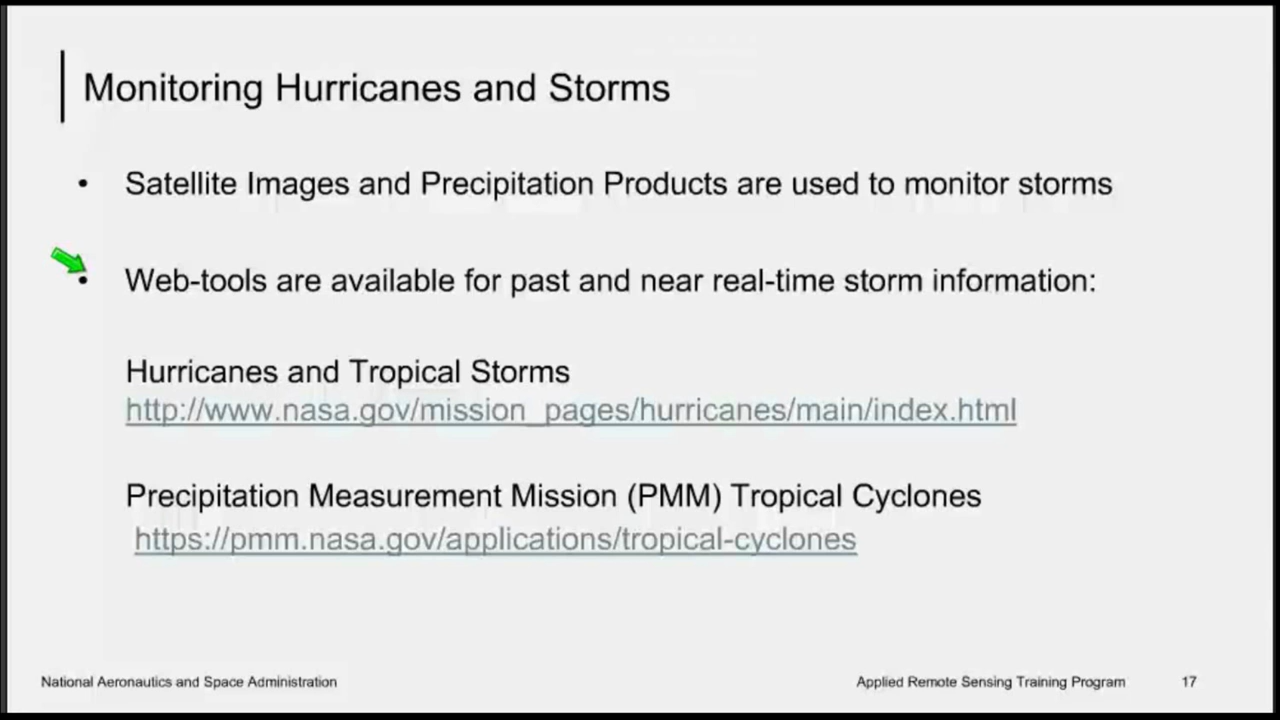 Monitoring Hurricanes and Storms
• Satellite Images and Precipitation Products are used to monitor storms
• Web-tools are available for past and near real-time storm information:
Hurricanes and Tropical Storms
http://www.nasa.gov/mission_pages/hurricanes/main/index.html
Precipitation Measurement Mission (PMM) Tropical Cyclones
https://pmm.nasa.gov/applications/tropical-cyclones
National Aeronautics and Space Administration
Applied Remote Sensing Training Program 17